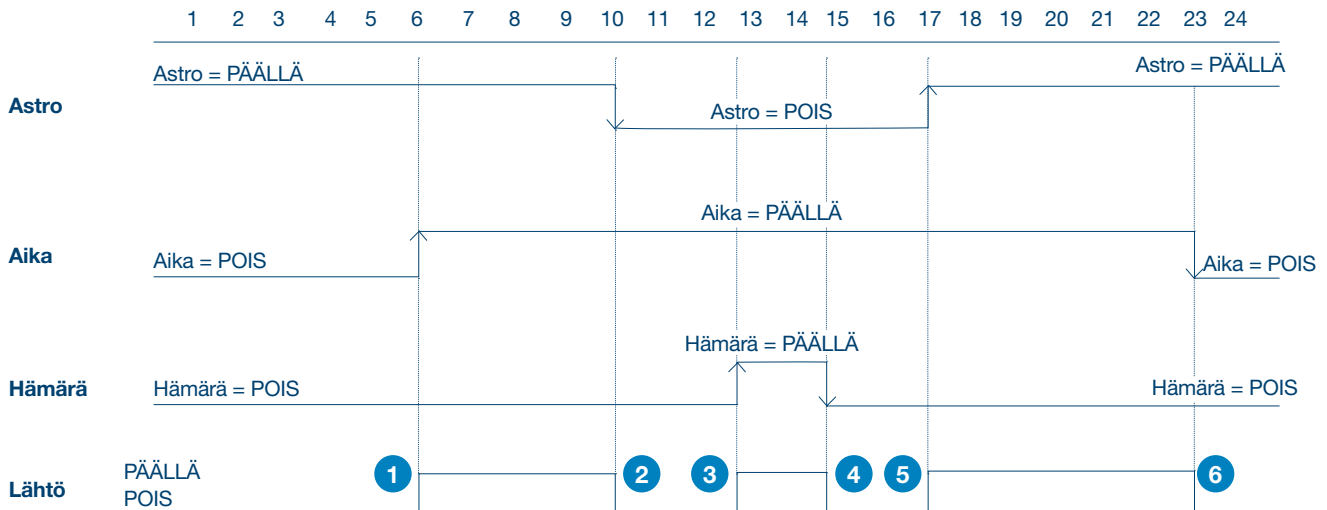 1 2 3 4 5 6 7 8 9 10 11 12 13 14 15 16 17 18 19 20 21 22 23 24
Astro = PÄÄLLÄ
Astro = PÄÄLLÄ
Astro
Astro = POIS
Aika = PÄÄLLÄ
Aika
Aika = POIS
Aika = POIS
Hämärä = PÄÄLLÄ
Hämärä
Hämärä = POIS
Hämärä = POIS
Lähtö
PÄÄLLÄ
POIS
1 2 3 4 5 6